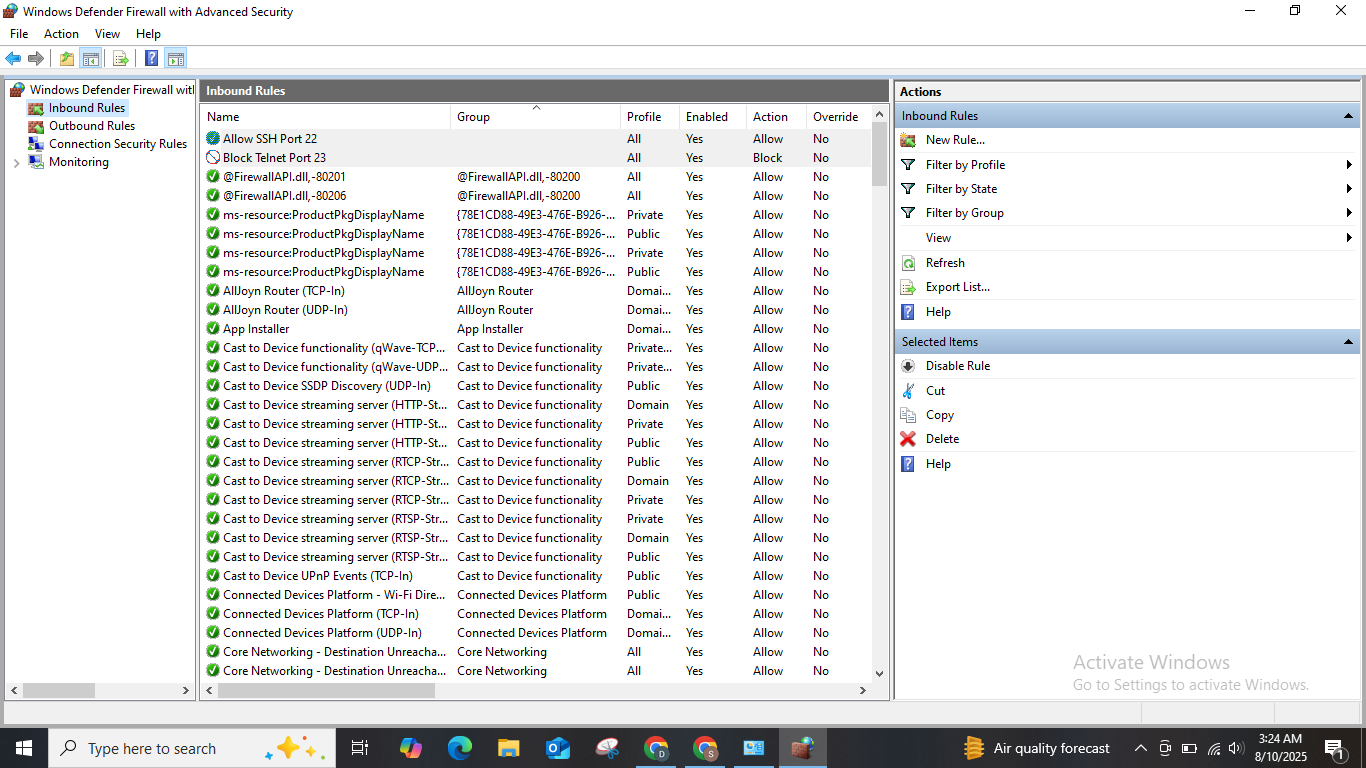 Windows Defender Firewall with Advanced Security
File Action View Help
Windows Defender Firewall witl
Inbound Rules
Outbound Rules
Connection Security Rules
Monitoring
Inbound Rules
Name Group Profile Enabled Action Override
Allow SSH Port 22 All Yes Allow No
Block Telnet Port 23 All Yes Block No
@FirewallAPI.dll,-80201 @FirewallAPI.dll,-80200 All Yes Allow No
@FirewallAPI.dll,-80206 @FirewallAPI.dll,-80200 All Yes Allow No
ms-resource:ProductPkgDisplayName {78E1CD88-49E3-476E-B926-... Private Yes Allow No
ms-resource:ProductPkgDisplayName {78E1CD88-49E3-476E-B926-... Public Yes Allow No
ms-resource:ProductPkgDisplayName {78E1CD88-49E3-476E-B926-... Private Yes Allow No
ms-resource:ProductPkgDisplayName {78E1CD88-49E3-476E-B926-... Public Yes Allow No
AllJoyn Router (TCP-In) AllJoyn Router Domai... Yes Allow No
AllJoyn Router (UDP-In) AllJoyn Router Domai... Yes Allow No
App Installer App Installer Domai... Yes Allow No
Cast to Device functionality (qWave-TCP... Cast to Device functionality Private... Yes Allow No
Cast to Device functionality (qWave-UDP... Cast to Device functionality Private... Yes Allow No
Cast to Device SSDP Discovery (UDP-In) Cast to Device functionality Public Yes Allow No
Cast to Device streaming server (HTTP-St... Cast to Device functionality Domain Yes Allow No
Cast to Device streaming server (HTTP-St... Cast to Device functionality Private Yes Allow No
Cast to Device streaming server (HTTP-St... Cast to Device functionality Public Yes Allow No
Cast to Device streaming server (RTCP-Str... Cast to Device functionality Public Yes Allow No
Cast to Device streaming server (RTCP-Str... Cast to Device functionality Domain Yes Allow No
Cast to Device streaming server (RTCP-Str... Cast to Device functionality Private Yes Allow No
Cast to Device streaming server (RTSP-Str... Cast to Device functionality Private Yes Allow No
Cast to Device streaming server (RTSP-Str... Cast to Device functionality Domain Yes Allow No
Cast to Device streaming server (RTSP-Str... Cast to Device functionality Public Yes Allow No
Cast to Device UPnP Events (TCP-In) Cast to Device functionality Public Yes Allow No
Connected Devices Platform - Wi-Fi Dire... Connected Devices Platform Public Yes Allow No
Connected Devices Platform (TCP-In) Connected Devices Platform Domai... Yes Allow No
Connected Devices Platform (UDP-In) Connected Devices Platform Domai... Yes Allow No
Core Networking - Destination Unreacha... Core Networking All Yes Allow No
Core Networking - Destination Unreacha... Core Networking All Yes Allow No
Actions
Inbound Rules
New Rule...
Filter by Profile
Filter by State
Filter by Group
View
Refresh
Export List...
Help
Selected Items
Disable Rule
Cut
Copy
Delete
Help
Activate Windows
Go to Settings to activate Windows.
Type here to search
D
S
Air quality forecast
3:24 AM
8/10/2025
1